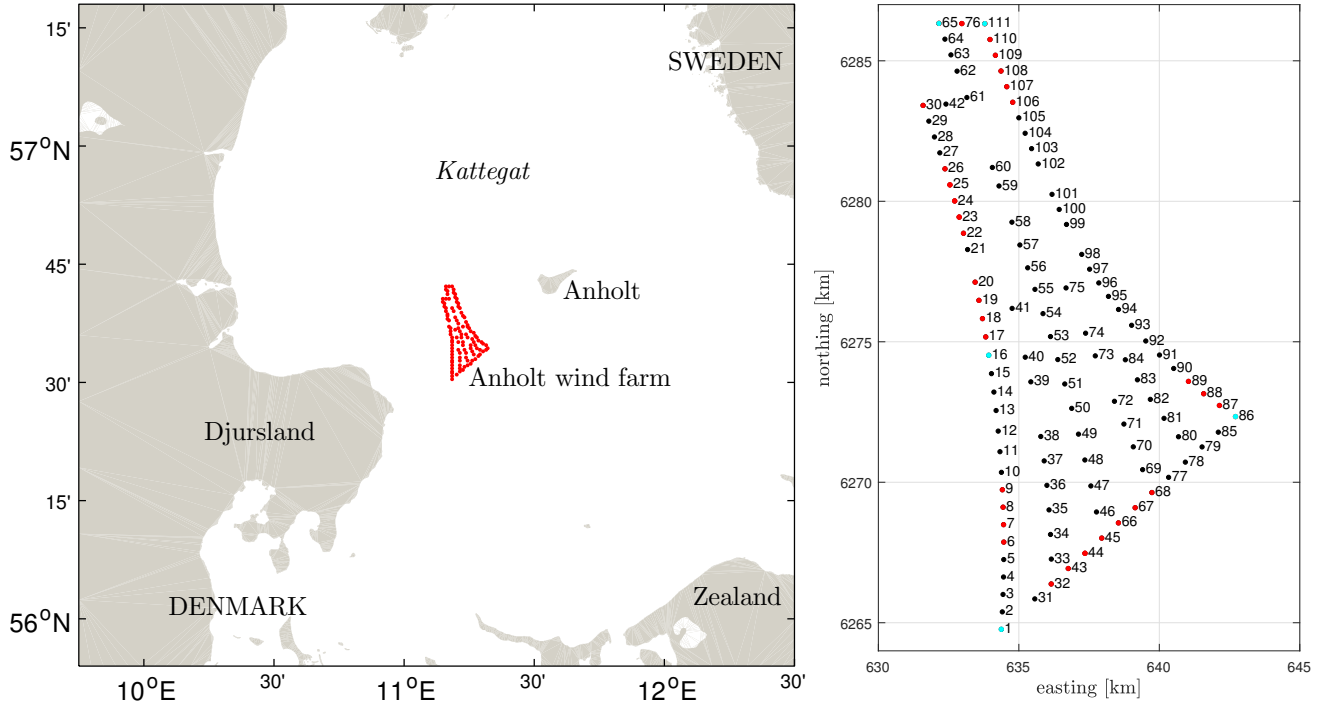 15'
SWEDEN
57°N
Kattegat
45'
Anholt
30'
Anholt wind farm
Djursland
15'
DENMARK
Zealand
56°N
10°E
30'
11°E
30'
12°E
30'
northing [km]
6285
6280
6275
6270
6265
65 76 111
64 110
63 109
62 108
107
30 42 61 106
29 105
28 104
27 103
26 60 102
25 59
24 101
23 58 100
22 99
21 57 98
56 97
20 55 75 96
19 95
18 41 54 94
17 53 74 93
92
16 40 52 73 84 91
15 90
14 39 51 83 89
13 50 72 82 88
87
12 38 49 71 81 86
11 70 80 85
10 37 48 69 78 79
9 36 47 68 77
8 35 46 67
7 66
6 34 45
5 33 44
4 32 43
3 31
2
1
630
635
640
645
easting [km]